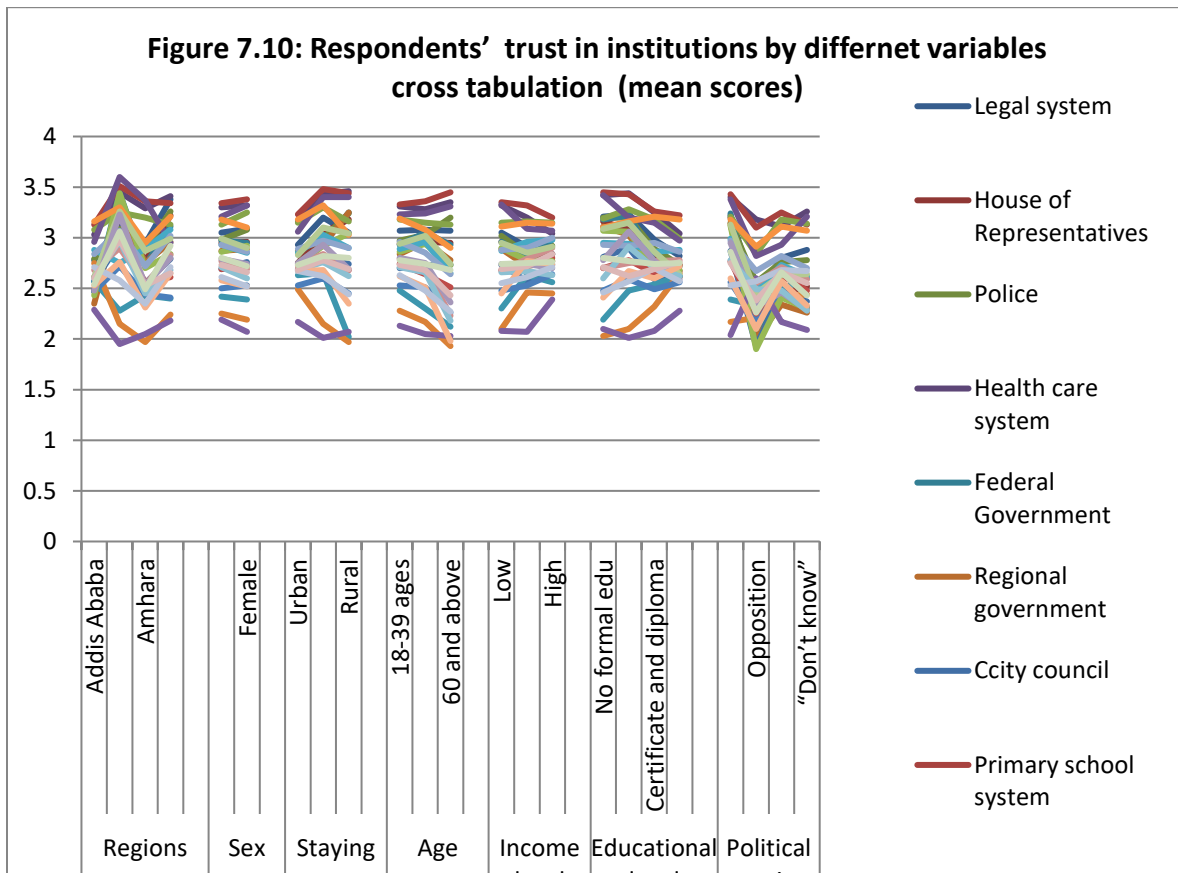 Figure 7.10: Respondents’ trust in institutions by differnet variables
cross tabulation (mean scores)
4
3.5
3
2.5
2
1.5
1
0.5
0
Addis Ababa
Amhara
Female
Urban
Rural
18-39 ages
60 and above
Low
High
No formal edu
Certificate and diploma
Opposition
“Don’t know”
Regions
Sex
Staying
Age
Income
Educational
Political
Legal system
House of
Representatives
Police
Health care
system
Federal
Government
Regional
government
Ccity council
Primary school
system